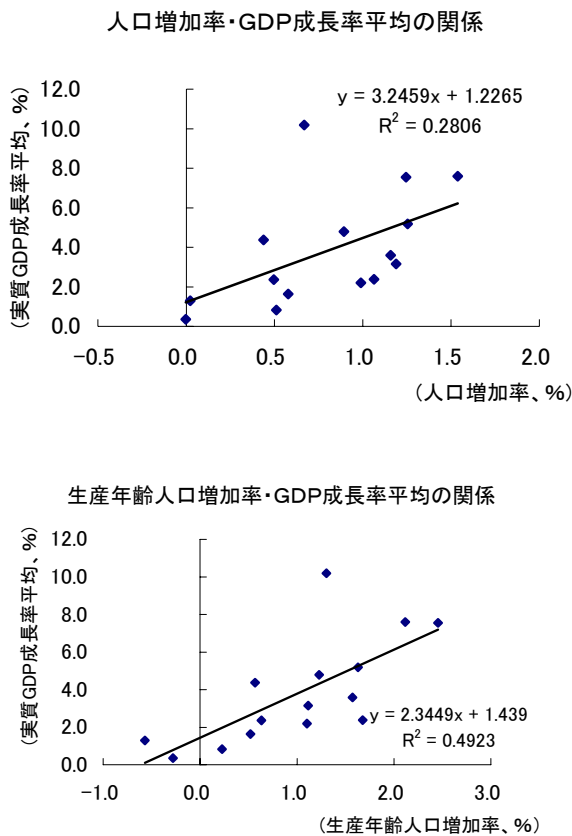 人口増加率・GDP成長率平均の関係
(実質GDP成長率平均、%)
12.0
10.0
8.0
6.0
4.0
2.0
0.0
y = 3.2459x + 1.2265
R² = 0.2806
−0.5 0.0 0.5 1.0 1.5 2.0
(人口増加率、%)
生産年齢人口増加率・GDP成長率平均の関係
(実質GDP成長率平均、%)
12.0
10.0
8.0
6.0
4.0
2.0
0.0
y = 2.3449x + 1.439
R² = 0.4923
-1.0 0.0 1.0 2.0 3.0
(生産年齢人口増加率、%)